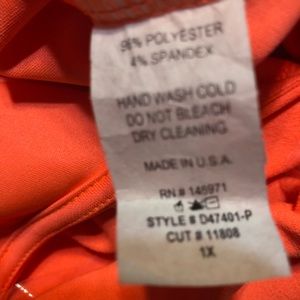 96% POLYESTER
4% SPANDEX
HAND WASH COLD
DO NOT BLEACH
DRY CLEANING
MADE IN U.S.A.
RN # 146971
STYLE # D47401-P
CUT # 11808
1X